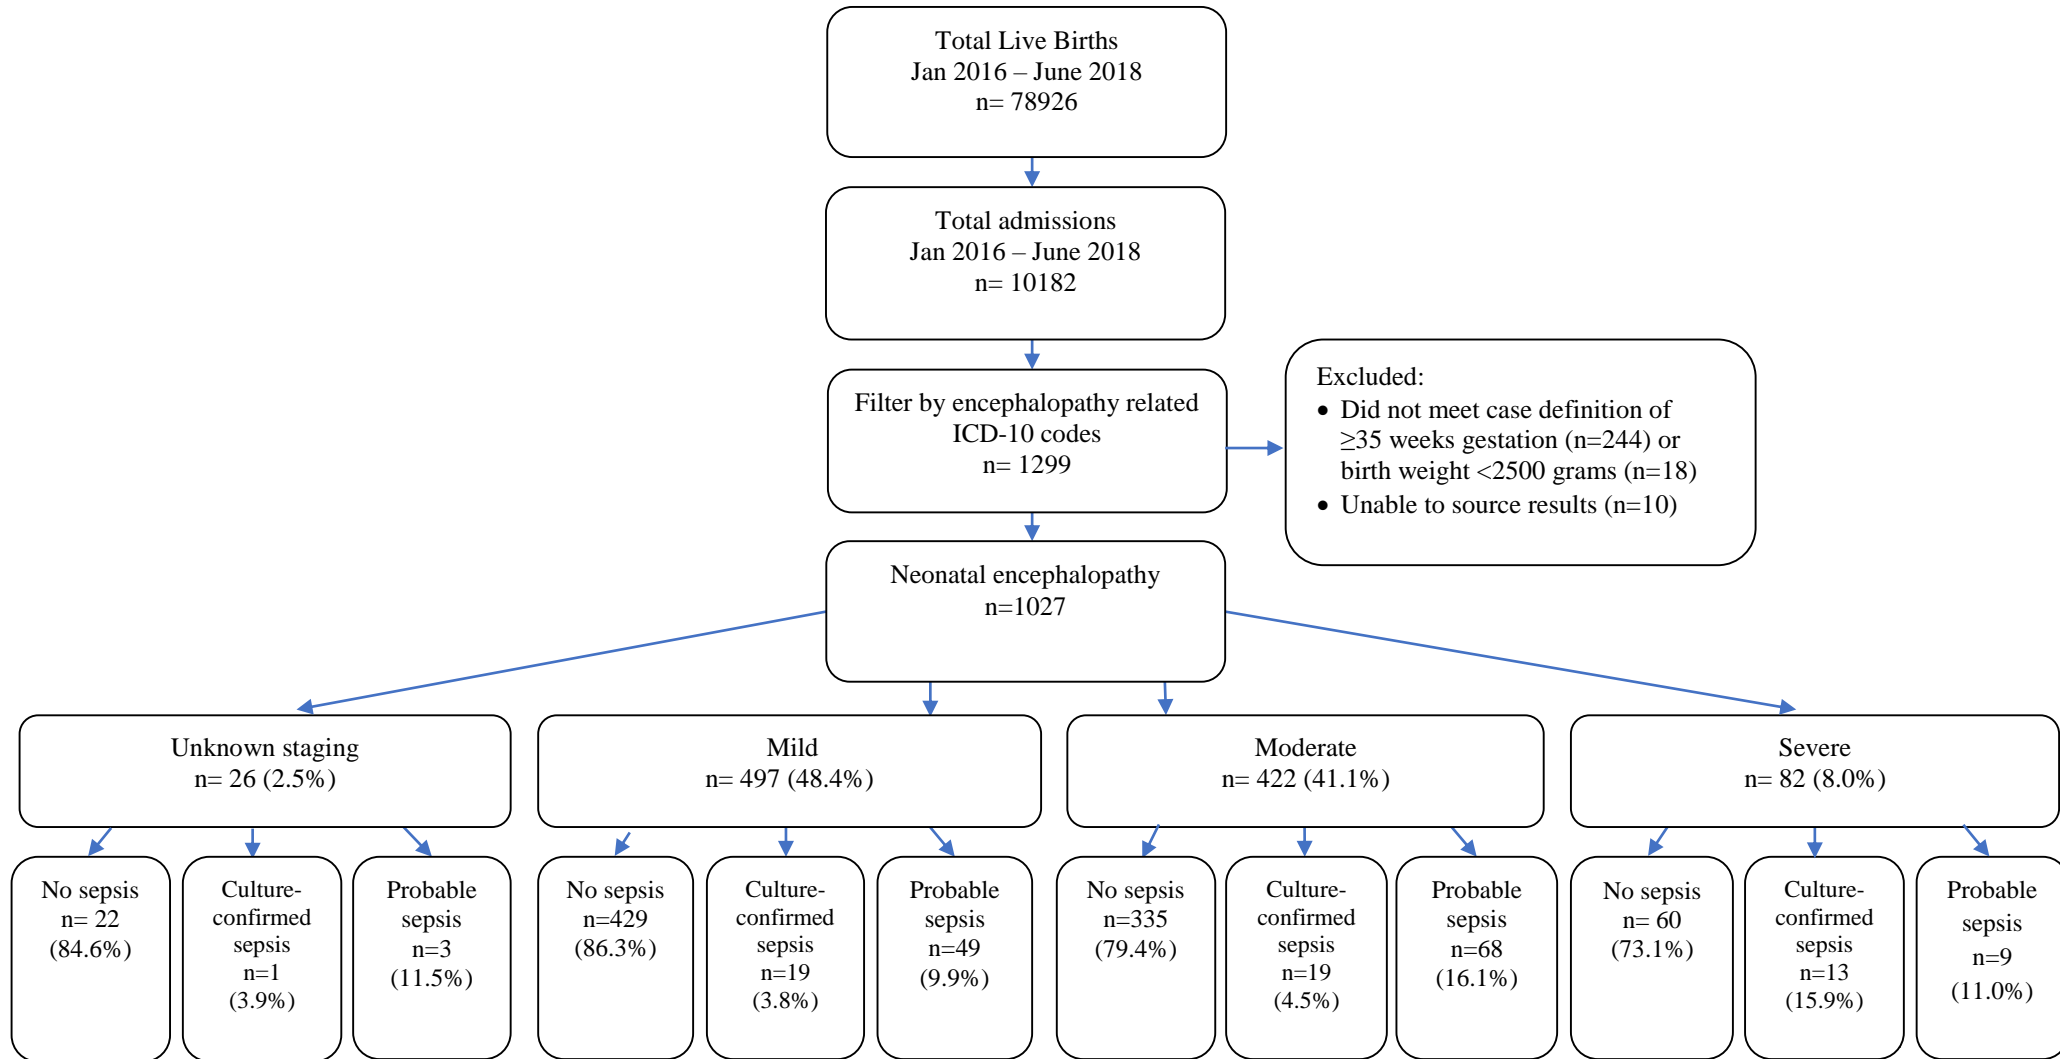 Total Live Births
Jan 2016 – June 2018
n= 78926
Total admissions
Jan 2016 – June 2018
n= 10182
Filter by encephalopathy related
ICD-10 codes
n= 1299
Excluded:
• Did not meet case definition of
≥35 weeks gestation (n=244) or
birth weight <2500 grams (n=18)
• Unable to source results (n=10)
Neonatal encephalopathy
n=1027
Unknown staging
n= 26 (2.5%)
Mild
n= 497 (48.4%)
Moderate
n= 422 (41.1%)
Severe
n= 82 (8.0%)
No sepsis
n= 22
(84.6%)
Culture-
confirmed
sepsis
n=1
(3.9%)
Probable
sepsis
n=3
(11.5%)
No sepsis
n=429
(86.3%)
Culture-
confirmed
sepsis
n=19
(3.8%)
Probable
sepsis
n=49
(9.9%)
No sepsis
n=335
(79.4%)
Culture-
confirmed
sepsis
n=19
(4.5%)
Probable
sepsis
n=68
(16.1%)
No sepsis
n= 60
(73.1%)
Culture-
confirmed
sepsis
n=13
(15.9%)
Probable
sepsis
n=9
(11.0%)